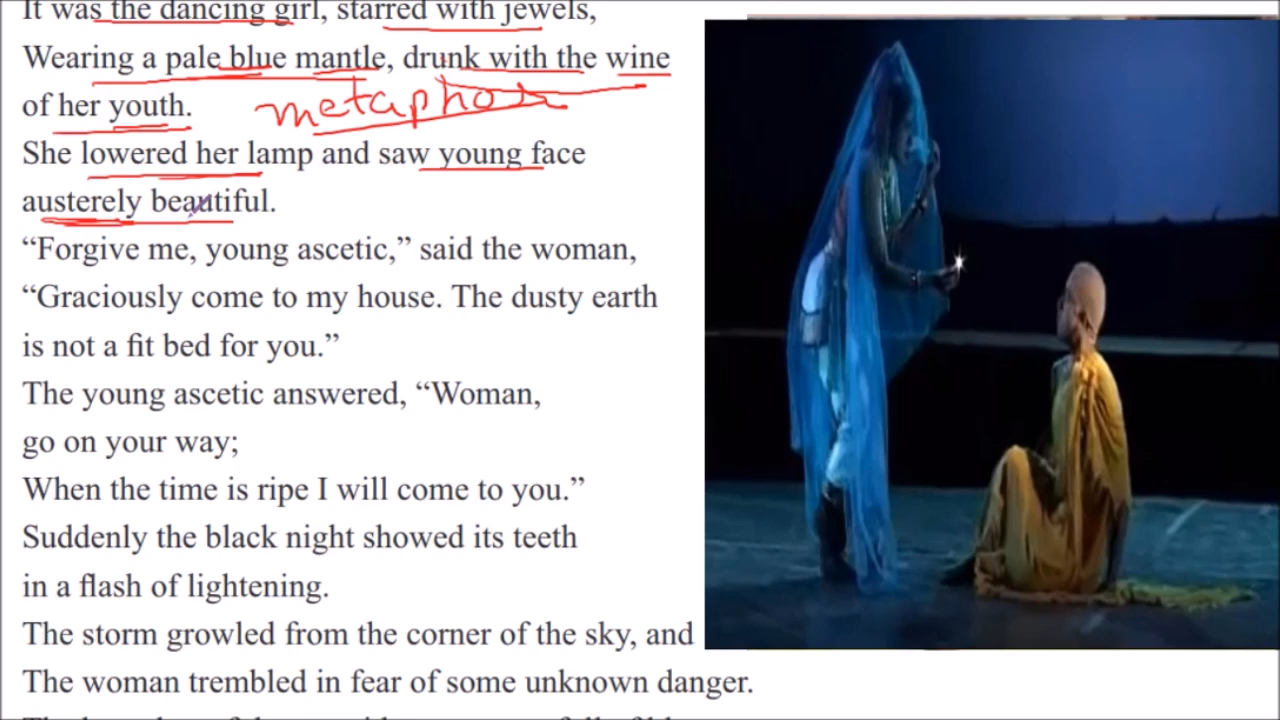 It was the dancing girl, starred with jewels,
Wearing a pale blue mantle, drunk with the wine
of her youth. metaphor
She lowered her lamp and saw young face
austerely beautiful.
“Forgive me, young ascetic,” said the woman,
“Graciously come to my house. The dusty earth
is not a fit bed for you.”
The young ascetic answered, “Woman,
go on your way;
When the time is ripe I will come to you.”
Suddenly the black night showed its teeth
in a flash of lightening.
The storm growled from the corner of the sky, and
The woman trembled in fear of some unknown danger.